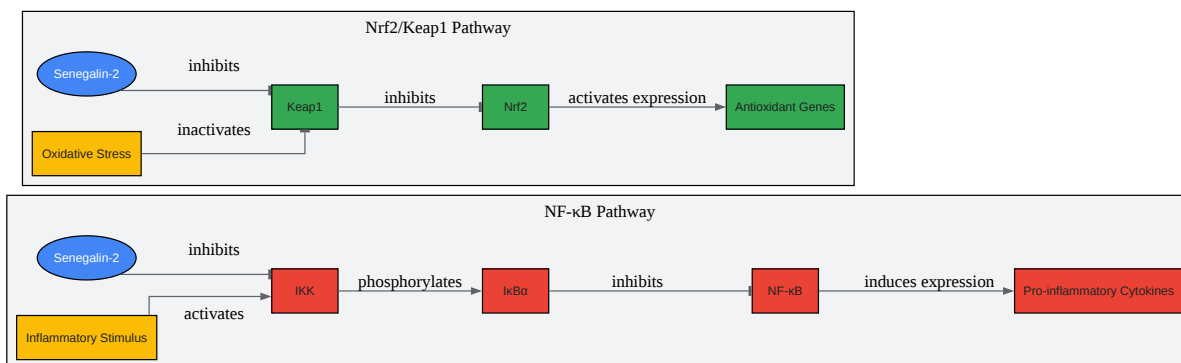 Nrf2/Keap1 Pathway
Senegalin-2
inhibits
Keap1
inhibits
Nrf2
activates expression
Antioxidant Genes
inactivates
Oxidative Stress
NF-κB Pathway
Senegalin-2
inhibits
IKK
phosphorylates
IκBα
inhibits
NF-κB
induces expression
Pro-inflammatory Cytokines
activates
Inflammatory Stimulus